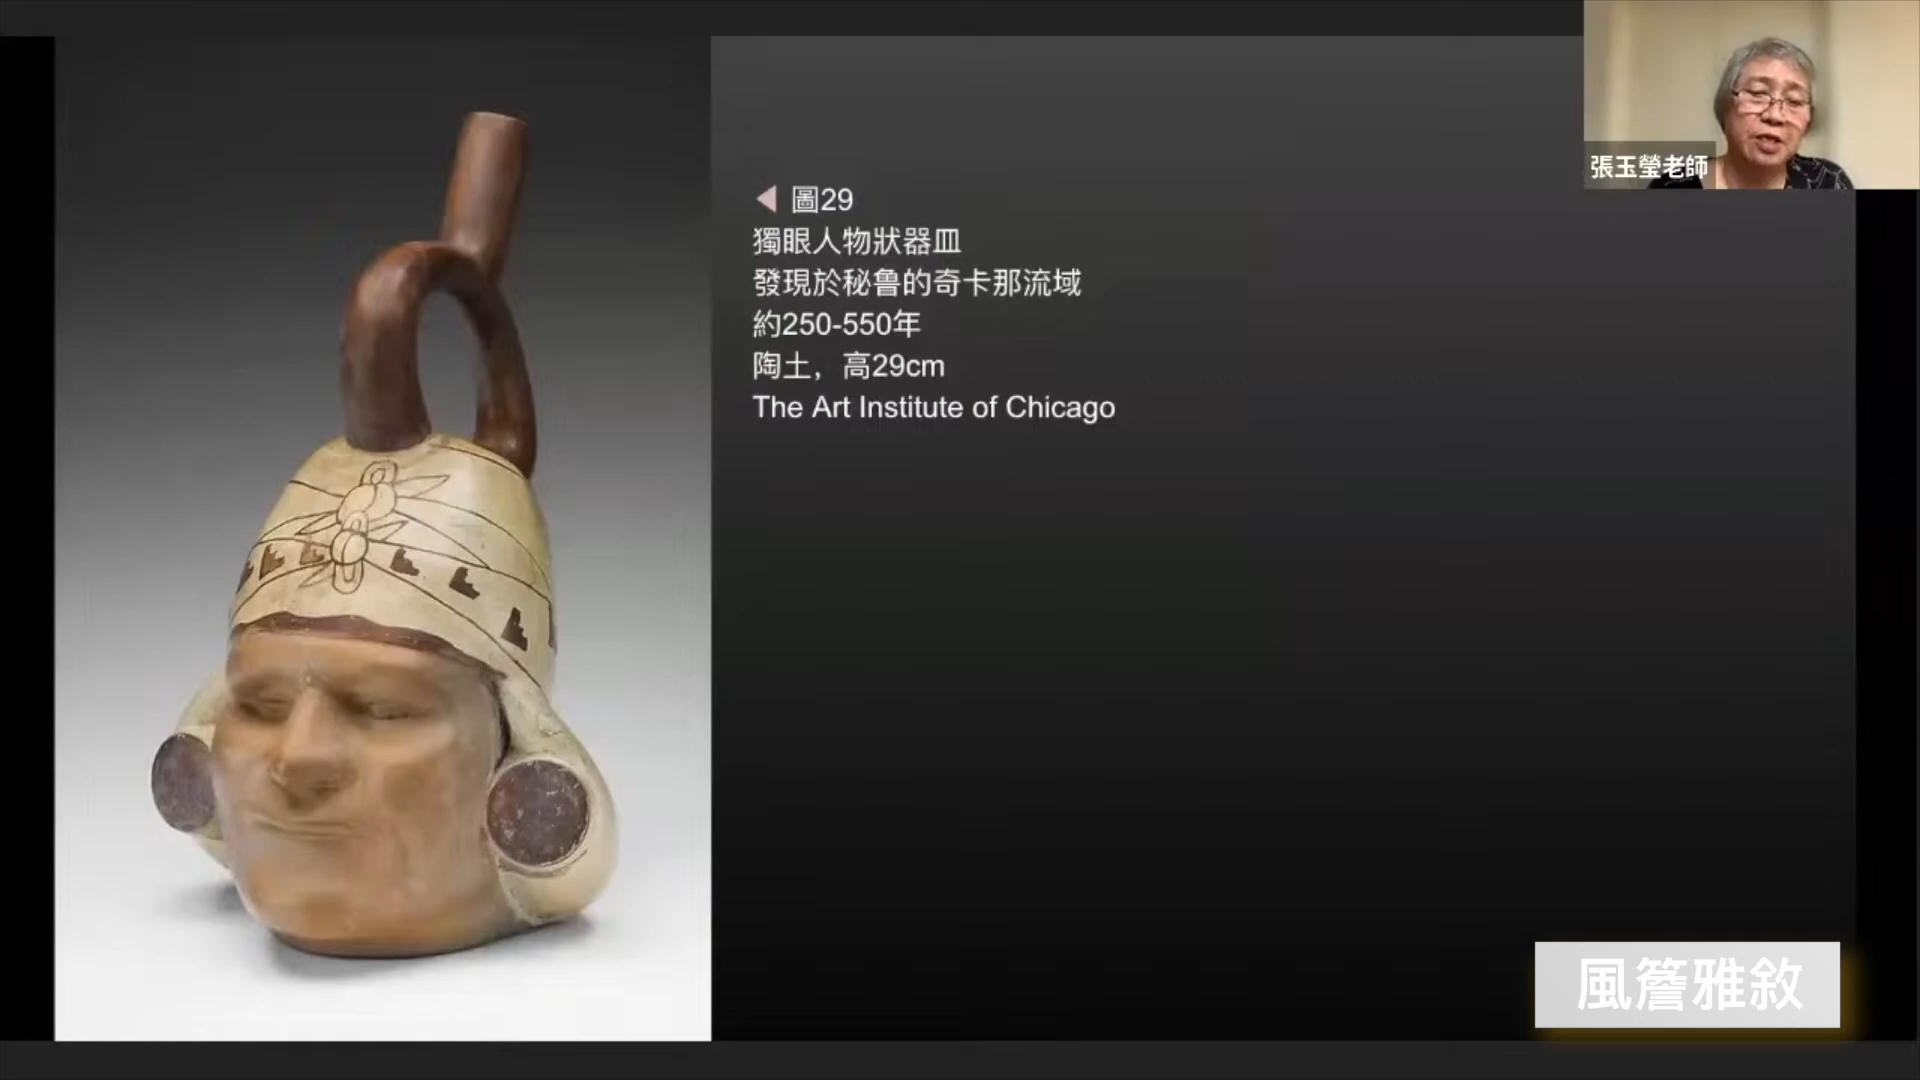 張玉瑩老師
圖29
獨眼人物狀器皿
發現於秘鲁的奇卡那流域
約250-550年
陶土，高29cm
The Art Institute of Chicago
風簷雅敘